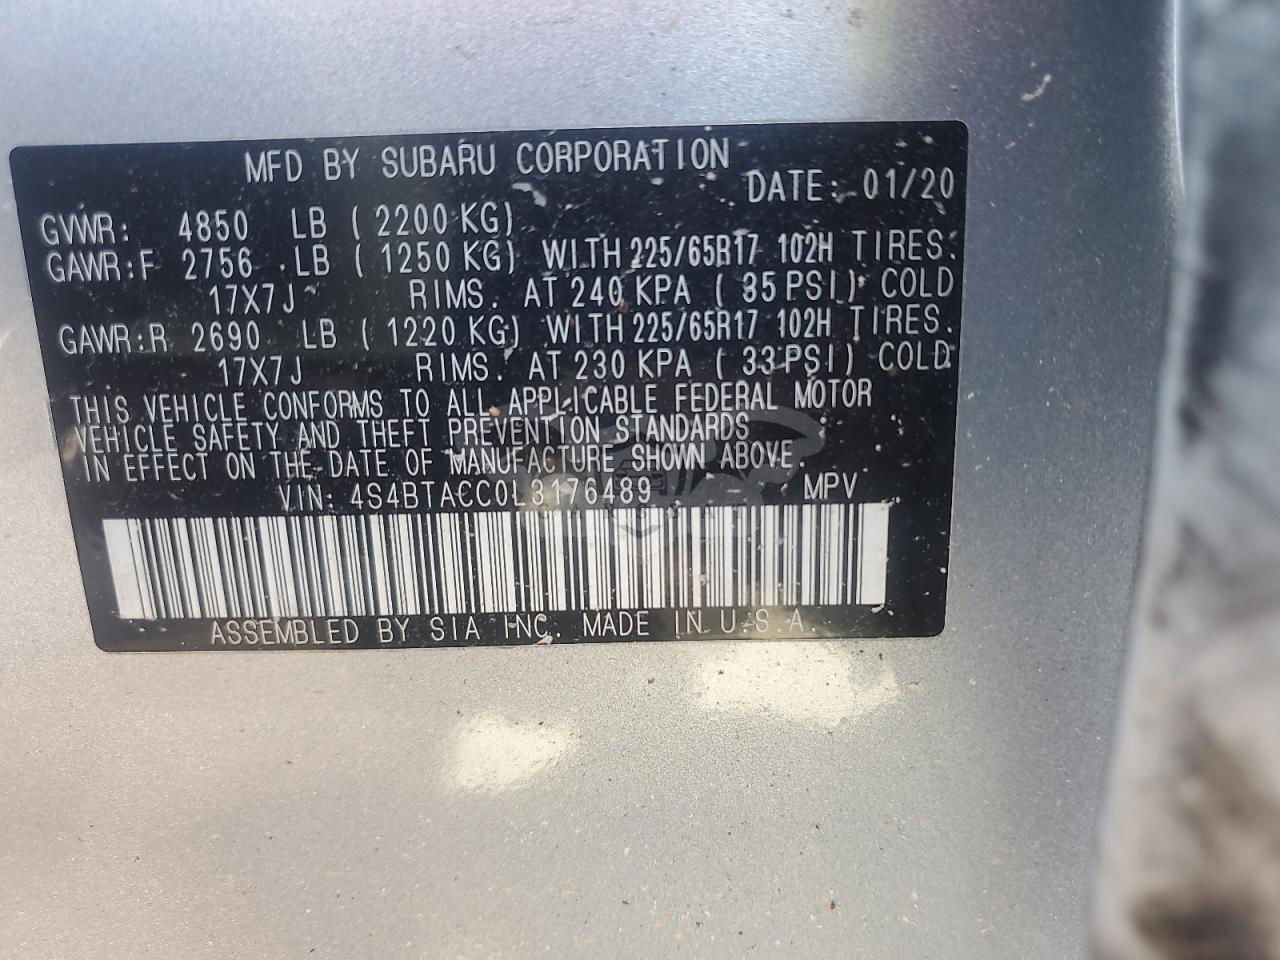 MFD BY SUBARU CORPORATION
DATE: 01/20
GVWR: 4850 LB (2200 KG)
GAWR:F 2756 LB (1250 KG) WITH 225/65R17 102H TIRES.
17X7J RIMS. AT 240 KPA (35 PSI) COLD
GAWR:R 2690 LB (1220 KG) WITH 225/65R17 102H TIRES.
17X7J RIMS. AT 230 KPA (33 PSI) COLD
THIS VEHICLE CONFORMS TO ALL APPLICABLE FEDERAL MOTOR
VEHICLE SAFETY AND THEFT PREVENTION STANDARDS
IN EFFECT ON THE DATE OF MANUFACTURE SHOWN ABOVE.
VIN: 4S4BTACC0L3176489 MPV
ASSEMBLED BY SIA INC. MADE IN U.S.A.